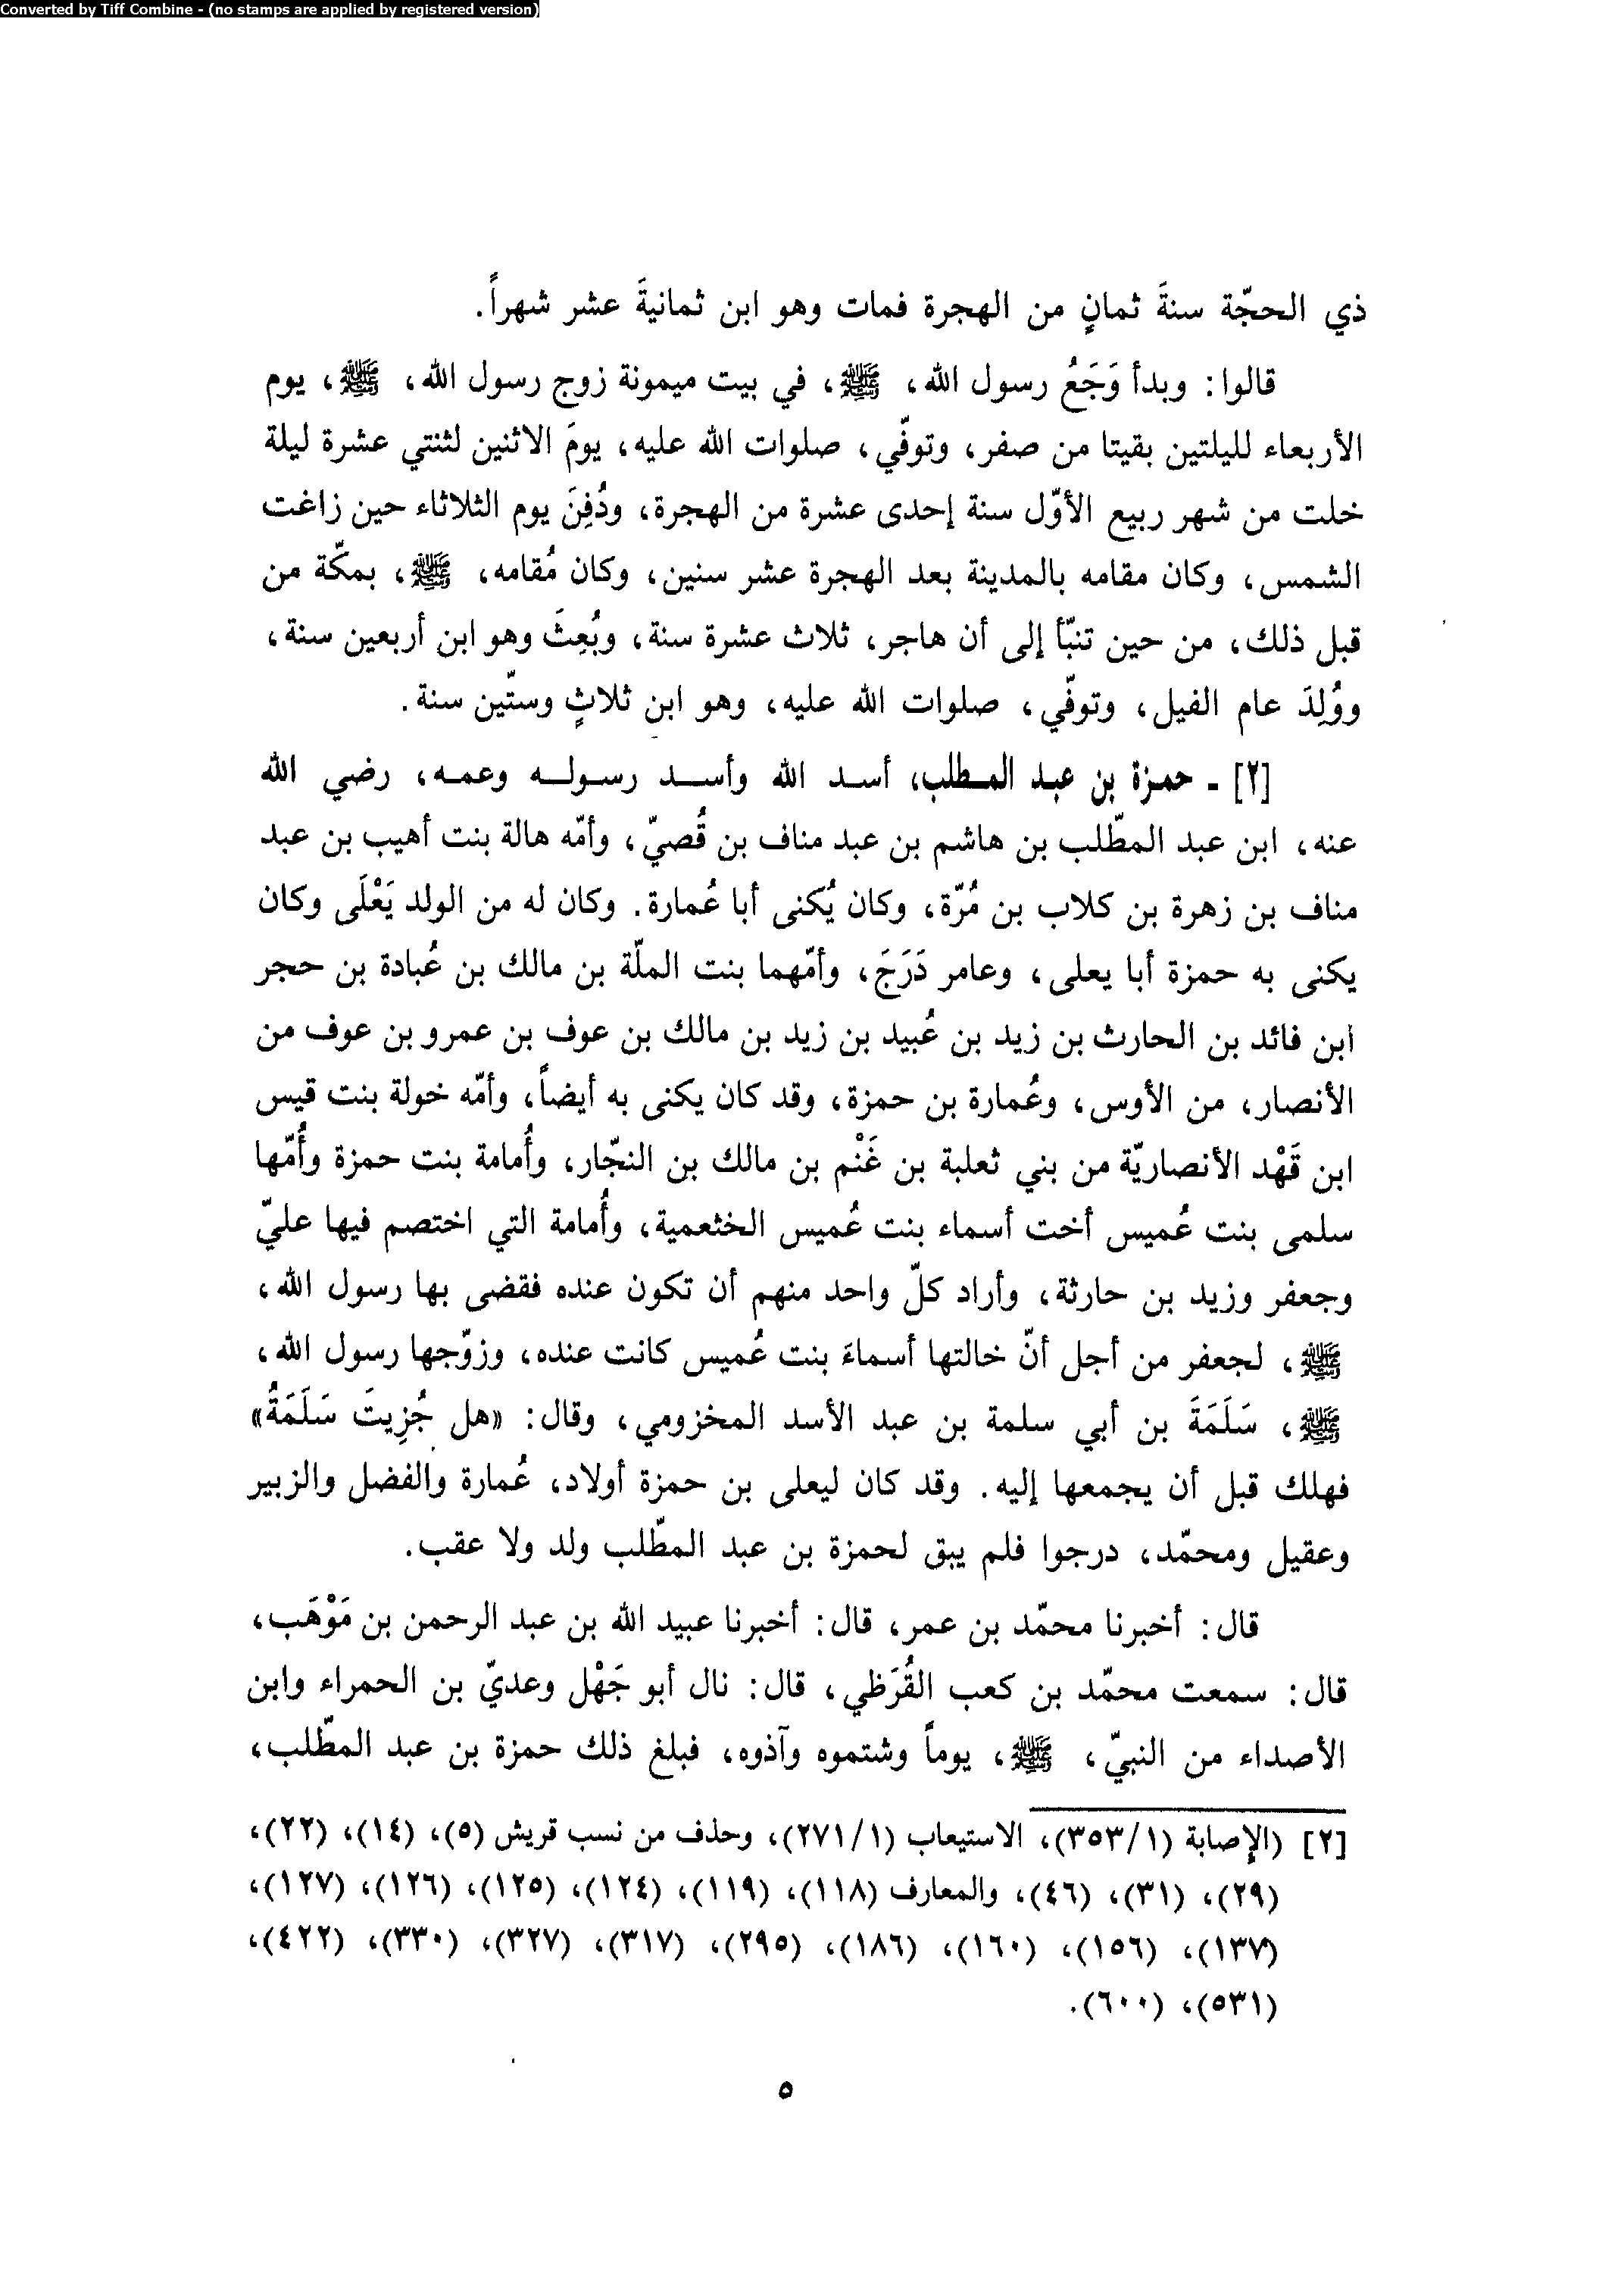 Converted by Tiff Combine - (no stamps are applied by registered version)
ذي الحجّة سنةَ ثمانٍ من الهجرة فمات وهو ابن ثمانيةَ عشر شهراً.
قالوا: وبدأ وَجَعُ رسول الله، ﷺ، في بيت ميمونة زوج رسول الله، ﷺ، يوم
الأربعاء لليلتين بقيتا من صفر، وتوفّي، صلوات الله عليه، يومَ الاثنين لثنتي عشرة ليلة
خلت من شهر ربيع الأوّل سنة إحدى عشرة من الهجرة، ودُفِنَ يوم الثلاثاء حين زاغت
الشمس، وكان مقامه بالمدينة بعد الهجرة عشر سنين، وكان مُقامه، ﷺ، بمكّة من
قبل ذلك، من حين تنبّأ إلى أن هاجر، ثلاث عشرة سنة، وبُعِثَ وهو ابن أربعين سنة،
ووُلِدَ عام الفيل، وتوفّي، صلوات الله عليه، وهو ابن ثلاثٍ وستّين سنة.
[٢] ـ حمزة بن عبد المطلب، أسد الله وأسد رسوله وعمه، رضي الله
عنه، ابن عبد المطّلب بن هاشم بن عبد مناف بن قُصيّ، وأمّه هالة بنت أهيب بن عبد
مناف بن زهرة بن كلاب بن مُرّة، وكان يُكنى أبا عُمارة. وكان له من الولد يَعْلَى وكان
يكنى به حمزة أبا يعلى، وعامر دَرَجَ، وأمّهما بنت الملّة بن مالك بن عُبادة بن حجر
ابن فائد بن الحارث بن زيد بن عُبيد بن زيد بن مالك بن عوف بن عمرو بن عوف من
الأنصار، من الأوس، وعُمارة بن حمزة، وقد كان يكنى به أيضاً، وأمّه خولة بنت قيس
ابن قَهْد الأنصاريّة من بني ثعلبة بن غَنْم بن مالك بن النجّار، وأُمامة بنت حمزة وأُمّها
سلمى بنت عُميس أخت أسماء بنت عُميس الخثعمية، وأُمامة التي اختصم فيها عليّ
وجعفر وزيد بن حارثة، وأراد كلّ واحد منهم أن تكون عنده فقضى بها رسول الله،
ﷺ، لجعفر من أجل أنّ خالتها أسماءَ بنت عُميس كانت عنده، وزوّجها رسول الله،
ﷺ، سَلَمَةَ بن أبي سلمة بن عبد الأسد المخزومي، وقال: «هل جُزِيتَ سَلَمَةُ»
فهلك قبل أن يجمعها إليه. وقد كان ليعلى بن حمزة أولاد، عُمارة والفضل والزبير
وعقيل ومحمّد، درجوا فلم يبق لحمزة بن عبد المطّلب ولد ولا عقب.
قال: أخبرنا محمّد بن عمر، قال: أخبرنا عبيد الله بن عبد الرحمن بن مَوْهَب،
قال: سمعت محمّد بن كعب القُرَظي، قال: نال أبو جَهْل وعديّ بن الحمراء وابن
الأصداء من النبيّ، ﷺ، يوماً وشتموه وآذوه، فبلغ ذلك حمزة بن عبد المطّلب،
[٢] (الإصابة (٣٥٣/١)، الاستيعاب (٢٧١/١)، وحذف من نسب قريش (٥)، (١٤)، (٢٢)،
(٢٩)، (٣١)، (٤٦)، والمعارف (١١٨)، (١١٩)، (١٢٤)، (١٢٥)، (١٢٦)، (١٢٧)،
(١٣٧)، (١٥٦)، (١٦٠)، (١٨٦)، (٢٩٥)، (٣١٧)، (٣٢٧)، (٣٣٠)، (٤٢٢)،
(٥٣١)، (٦٠٠).
٥